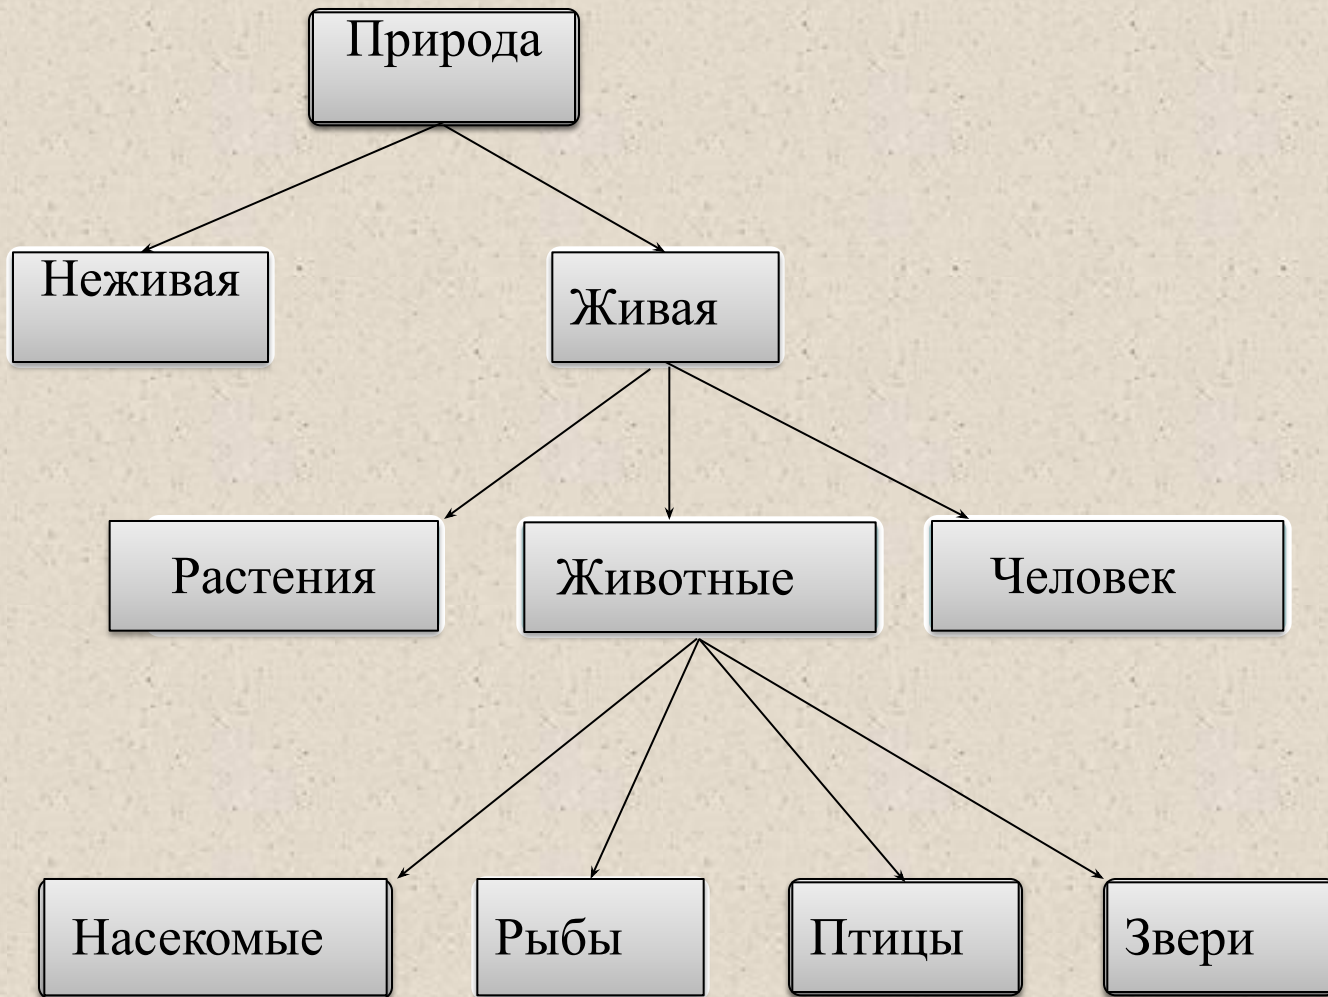 Природа
Неживая
Живая
Растения
Животные
Человек
Насекомые
Рыбы
Птицы
Звери